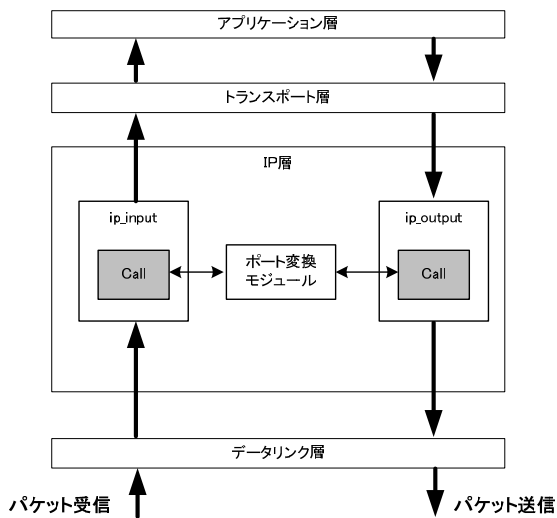 アプリケーション層
トランスポート層
IP層
ip_input
ip_output
Call
ポート変換
モジュール
Call
データリンク層
パケット受信
パケット送信